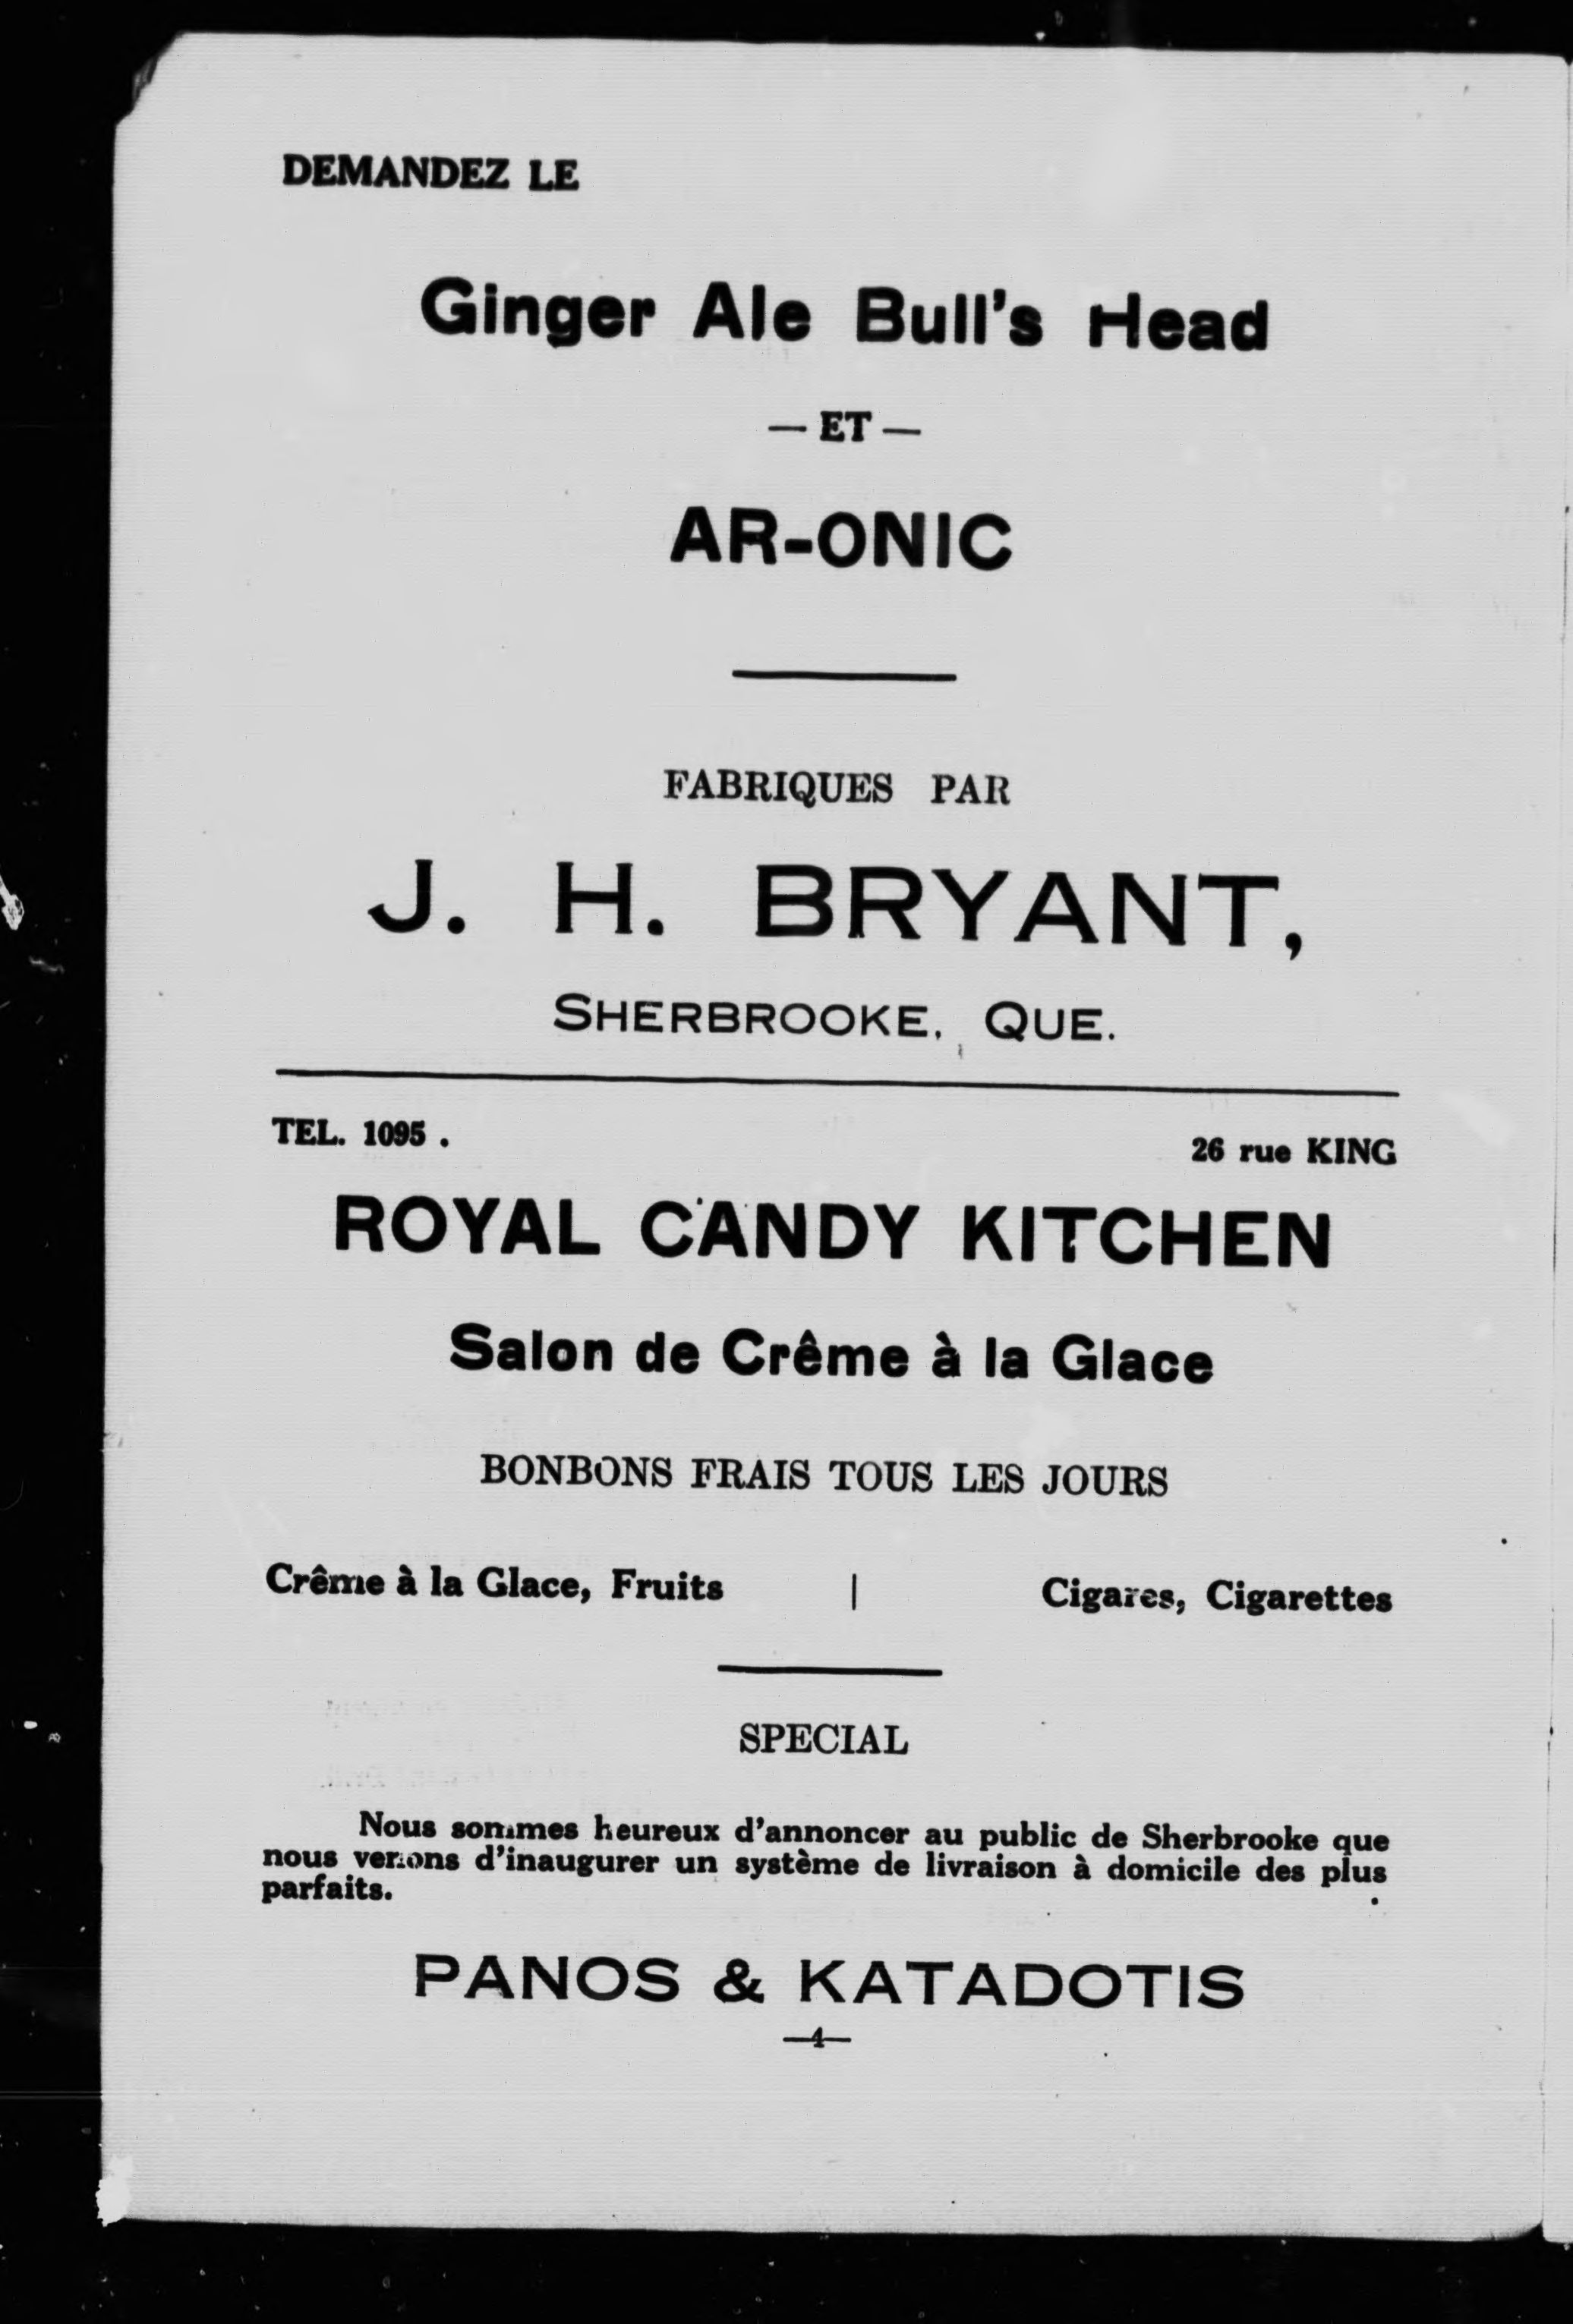 DEMANDEZ LE
Ginger Ale Bull's Head
— ET —
AR-ONIC
FABRIQUES PAR
J. H. BRYANT,
SHERBROOKE, QUE.
TEL. 1095 .
26 rue KING
ROYAL CANDY KITCHEN
Salon de Crême à la Glace
BONBONS FRAIS TOUS LES JOURS
Crême à la Glace, Fruits | Cigares, Cigarettes
SPECIAL
Nous sommes heureux d'annoncer au public de Sherbrooke que
nous venons d'inaugurer un système de livraison à domicile des plus
parfaits.
PANOS & KATADOTIS
—4—